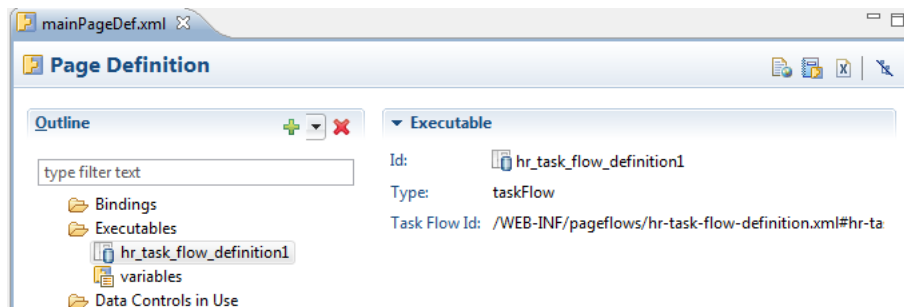 mainPageDef.xml
Page Definition
Outline
type filter text
Bindings
Executables
hr_task_flow_definition1
variables
Data Controls in Use
Executable
Id: hr_task_flow_definition1
Type: taskFlow
Task Flow Id: /WEB-INF/pageflows/hr-task-flow-definition.xml#hr-ta